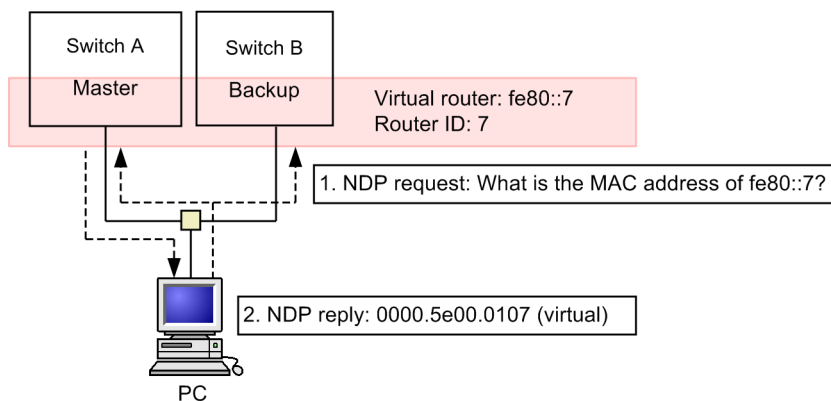 Switch A
Master
Switch B
Backup
Virtual router: fe80::7
Router ID: 7
1. NDP request: What is the MAC address of fe80::7?
2. NDP reply: 0000.5e00.0107 (virtual)
PC